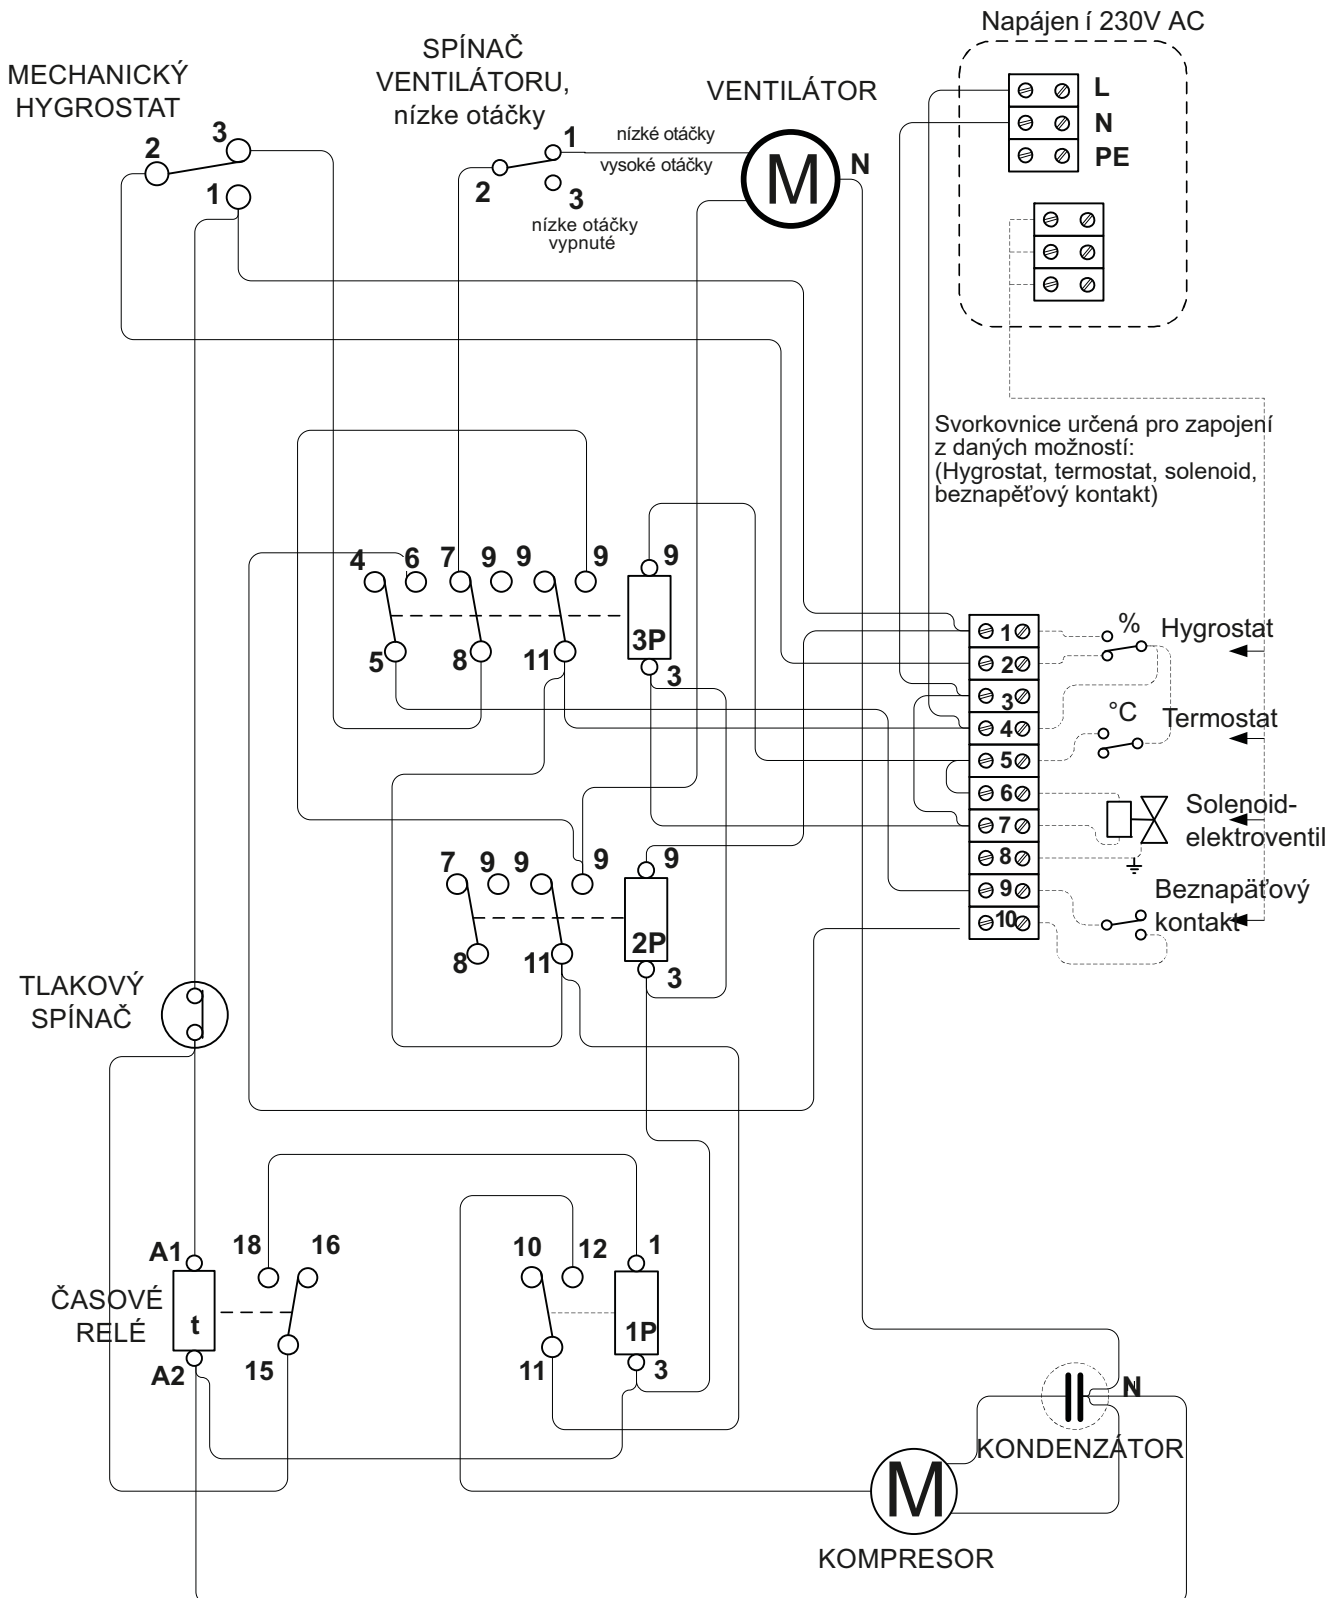 Napájen í 230V AC
L
N
PE
MECHANICKÝ
HYGROSTAT
3
2
1
SPÍNAČ
VENTILÁTORU,
nízke otáčky
1
2
3
nízke otáčky
vypnuté
nízké otáčky
vysoké otáčky
VENTILÁTOR
M
N
Svorkovnice určená pro zapojení
z daných možností:
(Hygrostat, termostat, solenoid,
beznapěťový kontakt)
4 6 7 9 9 9 9
3P
5 8 11 3
1
2
3
4
5
6
7
8
9
10
% Hygrostat
°C Termostat
Solenoid-
elektroventil
Beznapäťový
kontakt
7 9 9 9 9
2P
8 11 3
TLAKOVÝ
SPÍNAČ
A1 18 16
ČASOVÉ
RELÉ
t
A2 15
10 12 1
1P
11 3
N
KONDENZÁTOR
M
KOMPRESOR